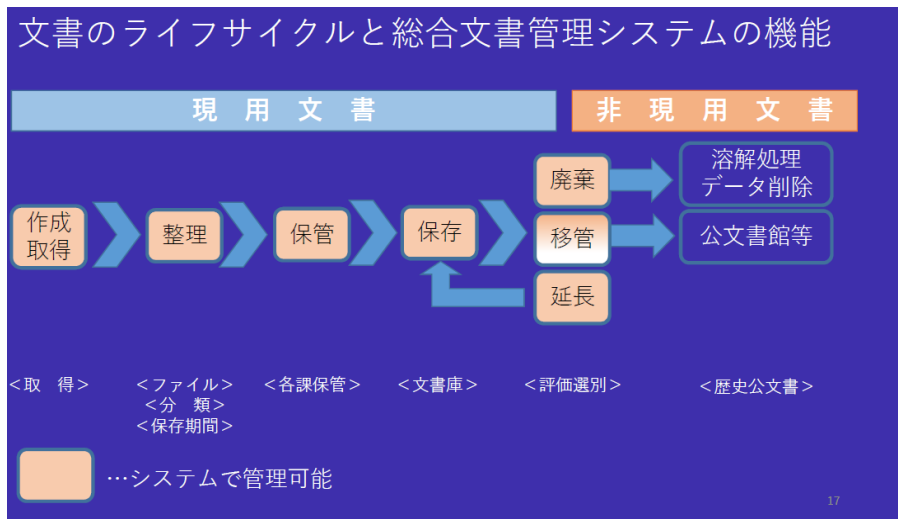 文書のライフサイクルと総合文書管理システムの機能
現　用　文　書
非　現　用　文　書
作成
取得
整理
保管
保存
廃棄
移管
延長
溶解処理
データ削除
公文書館等
＜取　得＞
＜ファイル＞
＜分　類＞
＜保存期間＞
＜各課保管＞
＜文書庫＞
＜評価選別＞
＜歴史公文書＞
…システムで管理可能
17